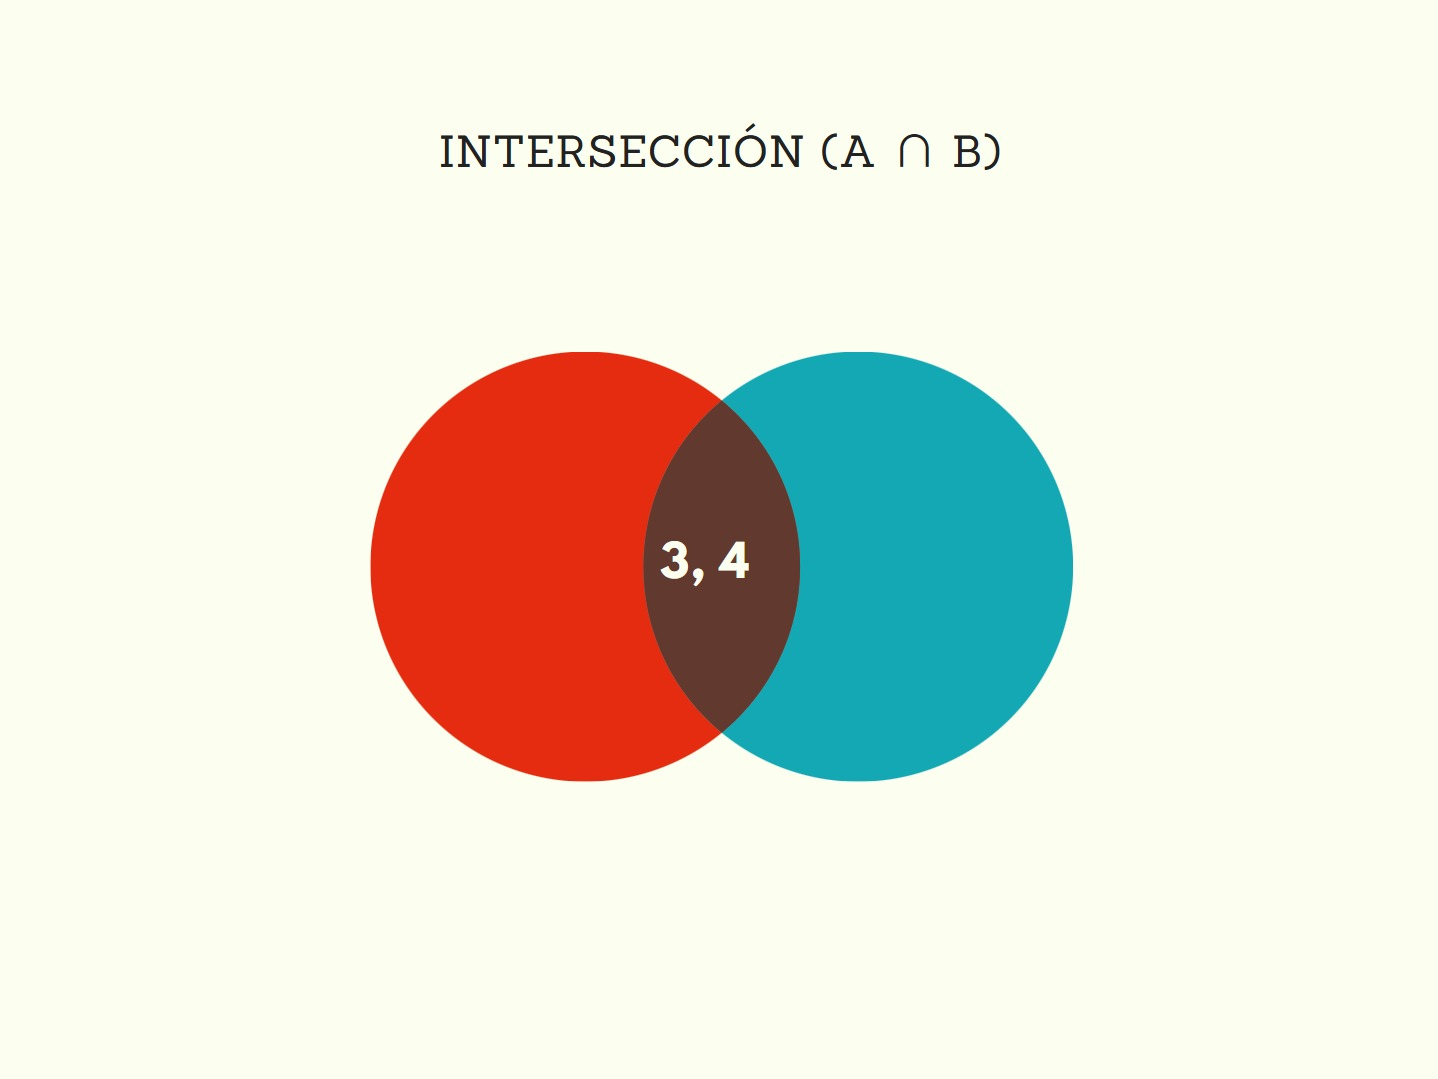 INTERSECCIÓN (A ∩ B)
3, 4